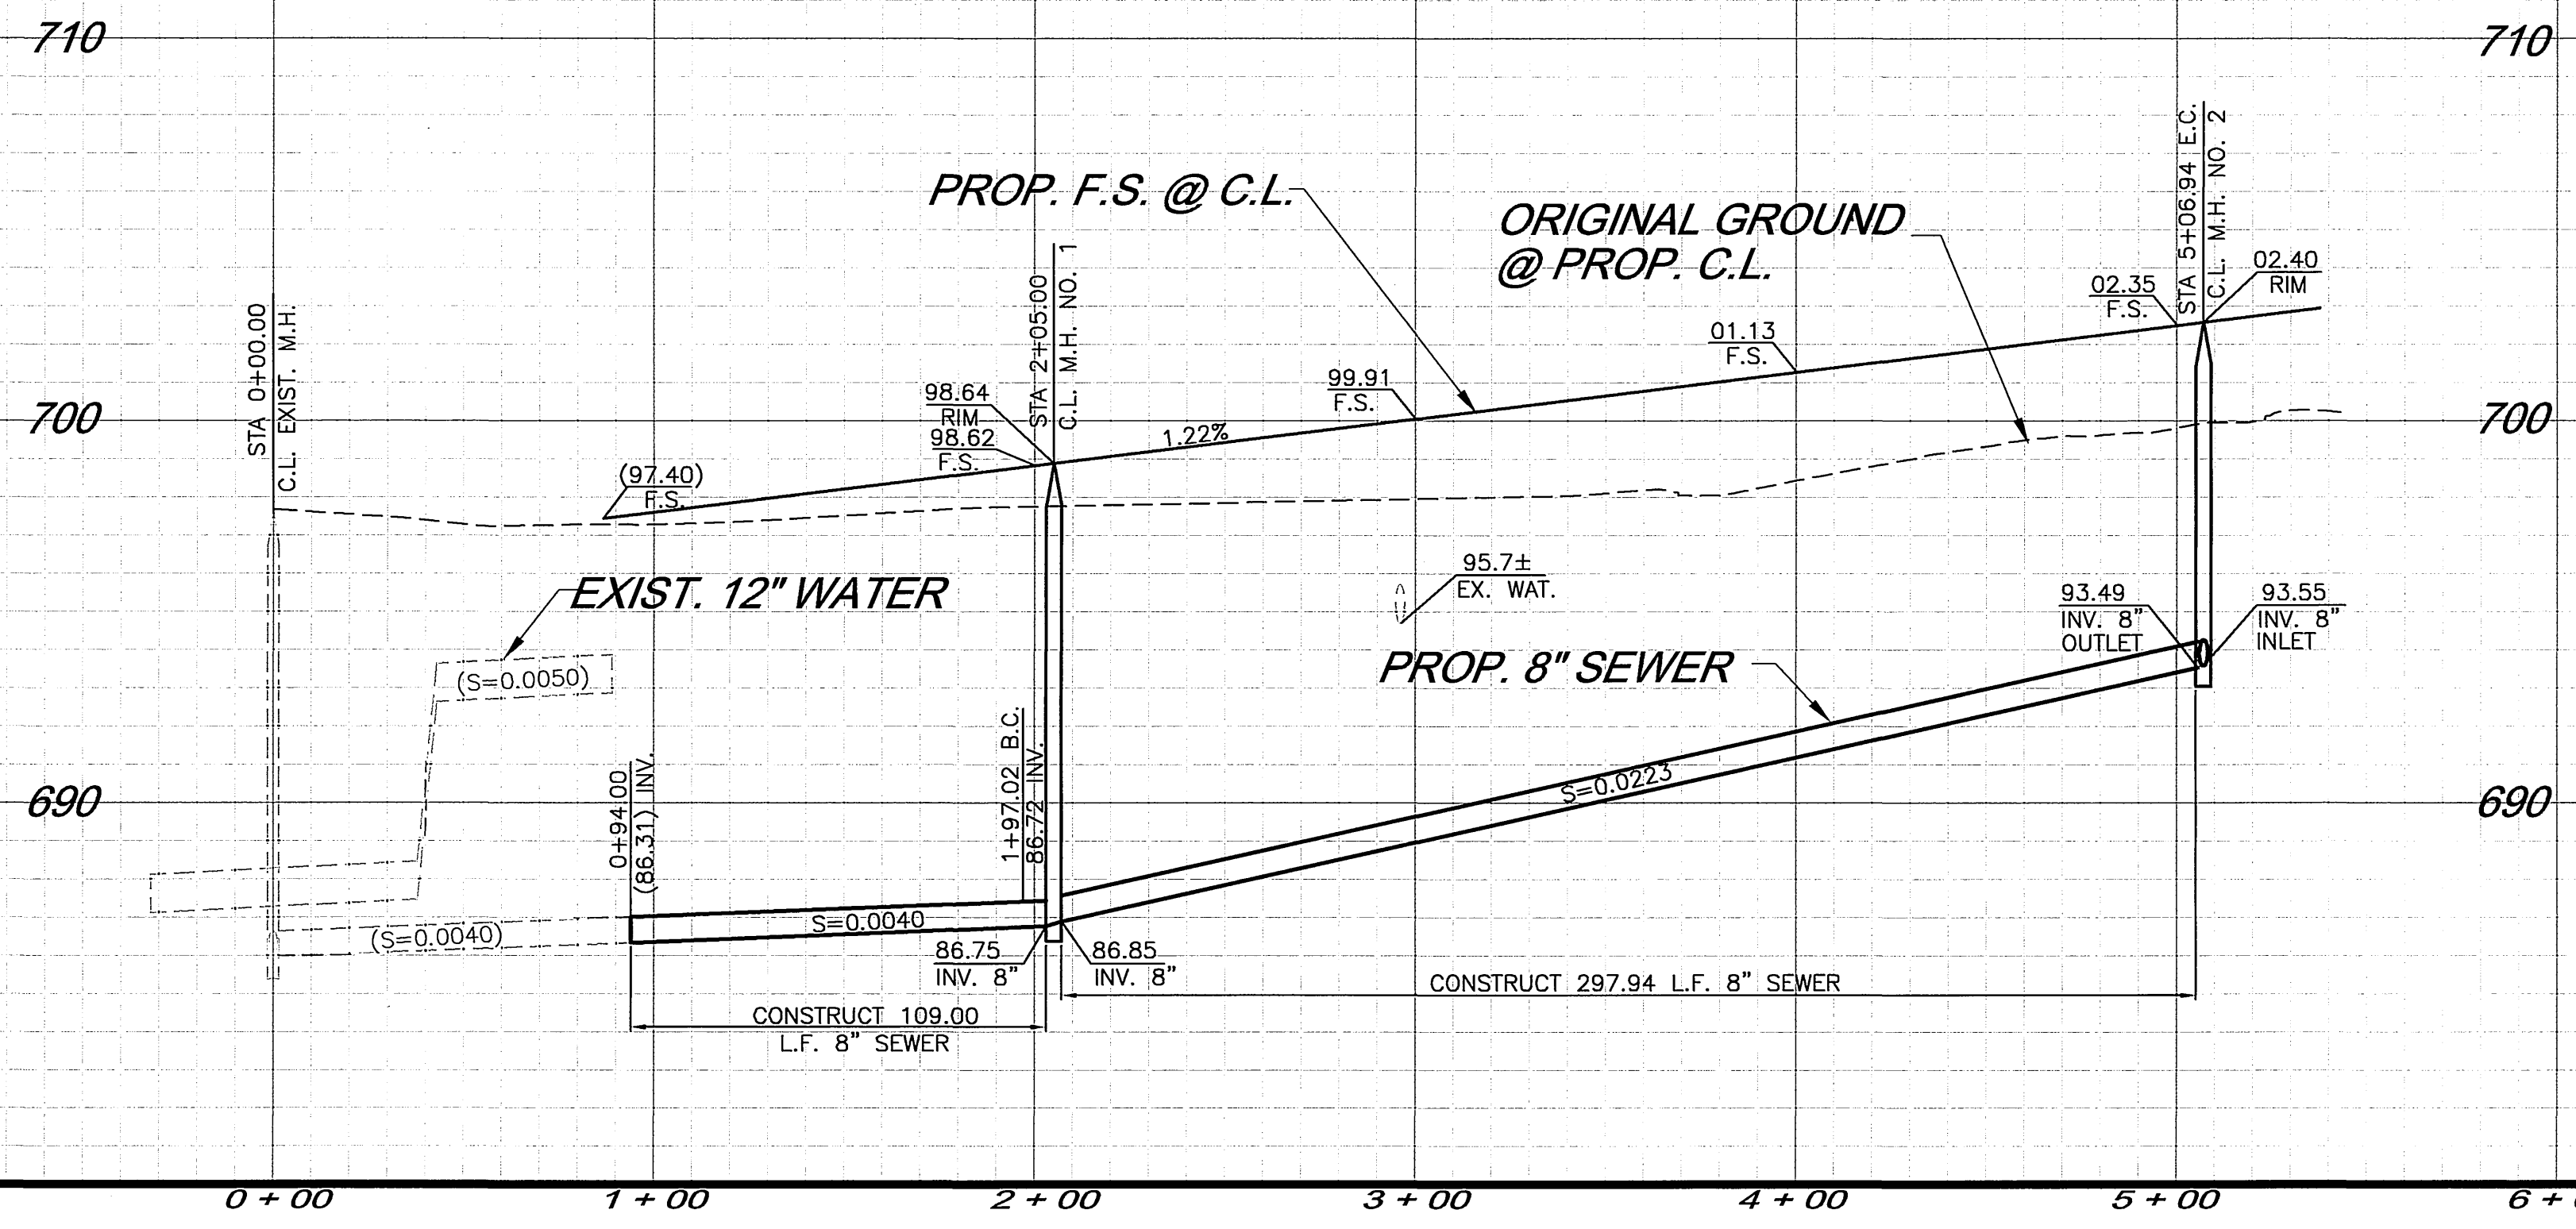 710
710
PROP. F.S. @ C.L.
ORIGINAL GROUND
@ PROP. C.L.
STA 5+06.94 E.C.
C.L. M.H. NO. 2
02.40
RIM
02.35
F.S.
01.13
F.S.
99.91
F.S.
STA 2+05.00
C.L. M.H. NO. 1
98.64
RIM
98.62
F.S.
1.22%
STA 0+00.00
C.L. EXIST. M.H.
700
700
(97.40)
F.S.
EXIST. 12" WATER
95.7±
EX. WAT.
93.49
INV. 8"
OUTLET
93.55
INV. 8"
INLET
PROP. 8" SEWER
(S=0.0050)
1+97.02 B.C.
86.72 INV.
0+94.00
(86.31) INV.
S=0.0223
690
690
(S=0.0040)
S=0.0040
86.75
INV. 8"
86.85
INV. 8"
CONSTRUCT 297.94 L.F. 8" SEWER
CONSTRUCT 109.00
L.F. 8" SEWER
0 + 00
1 + 00
2 + 00
3 + 00
4 + 00
5 + 00
6 +